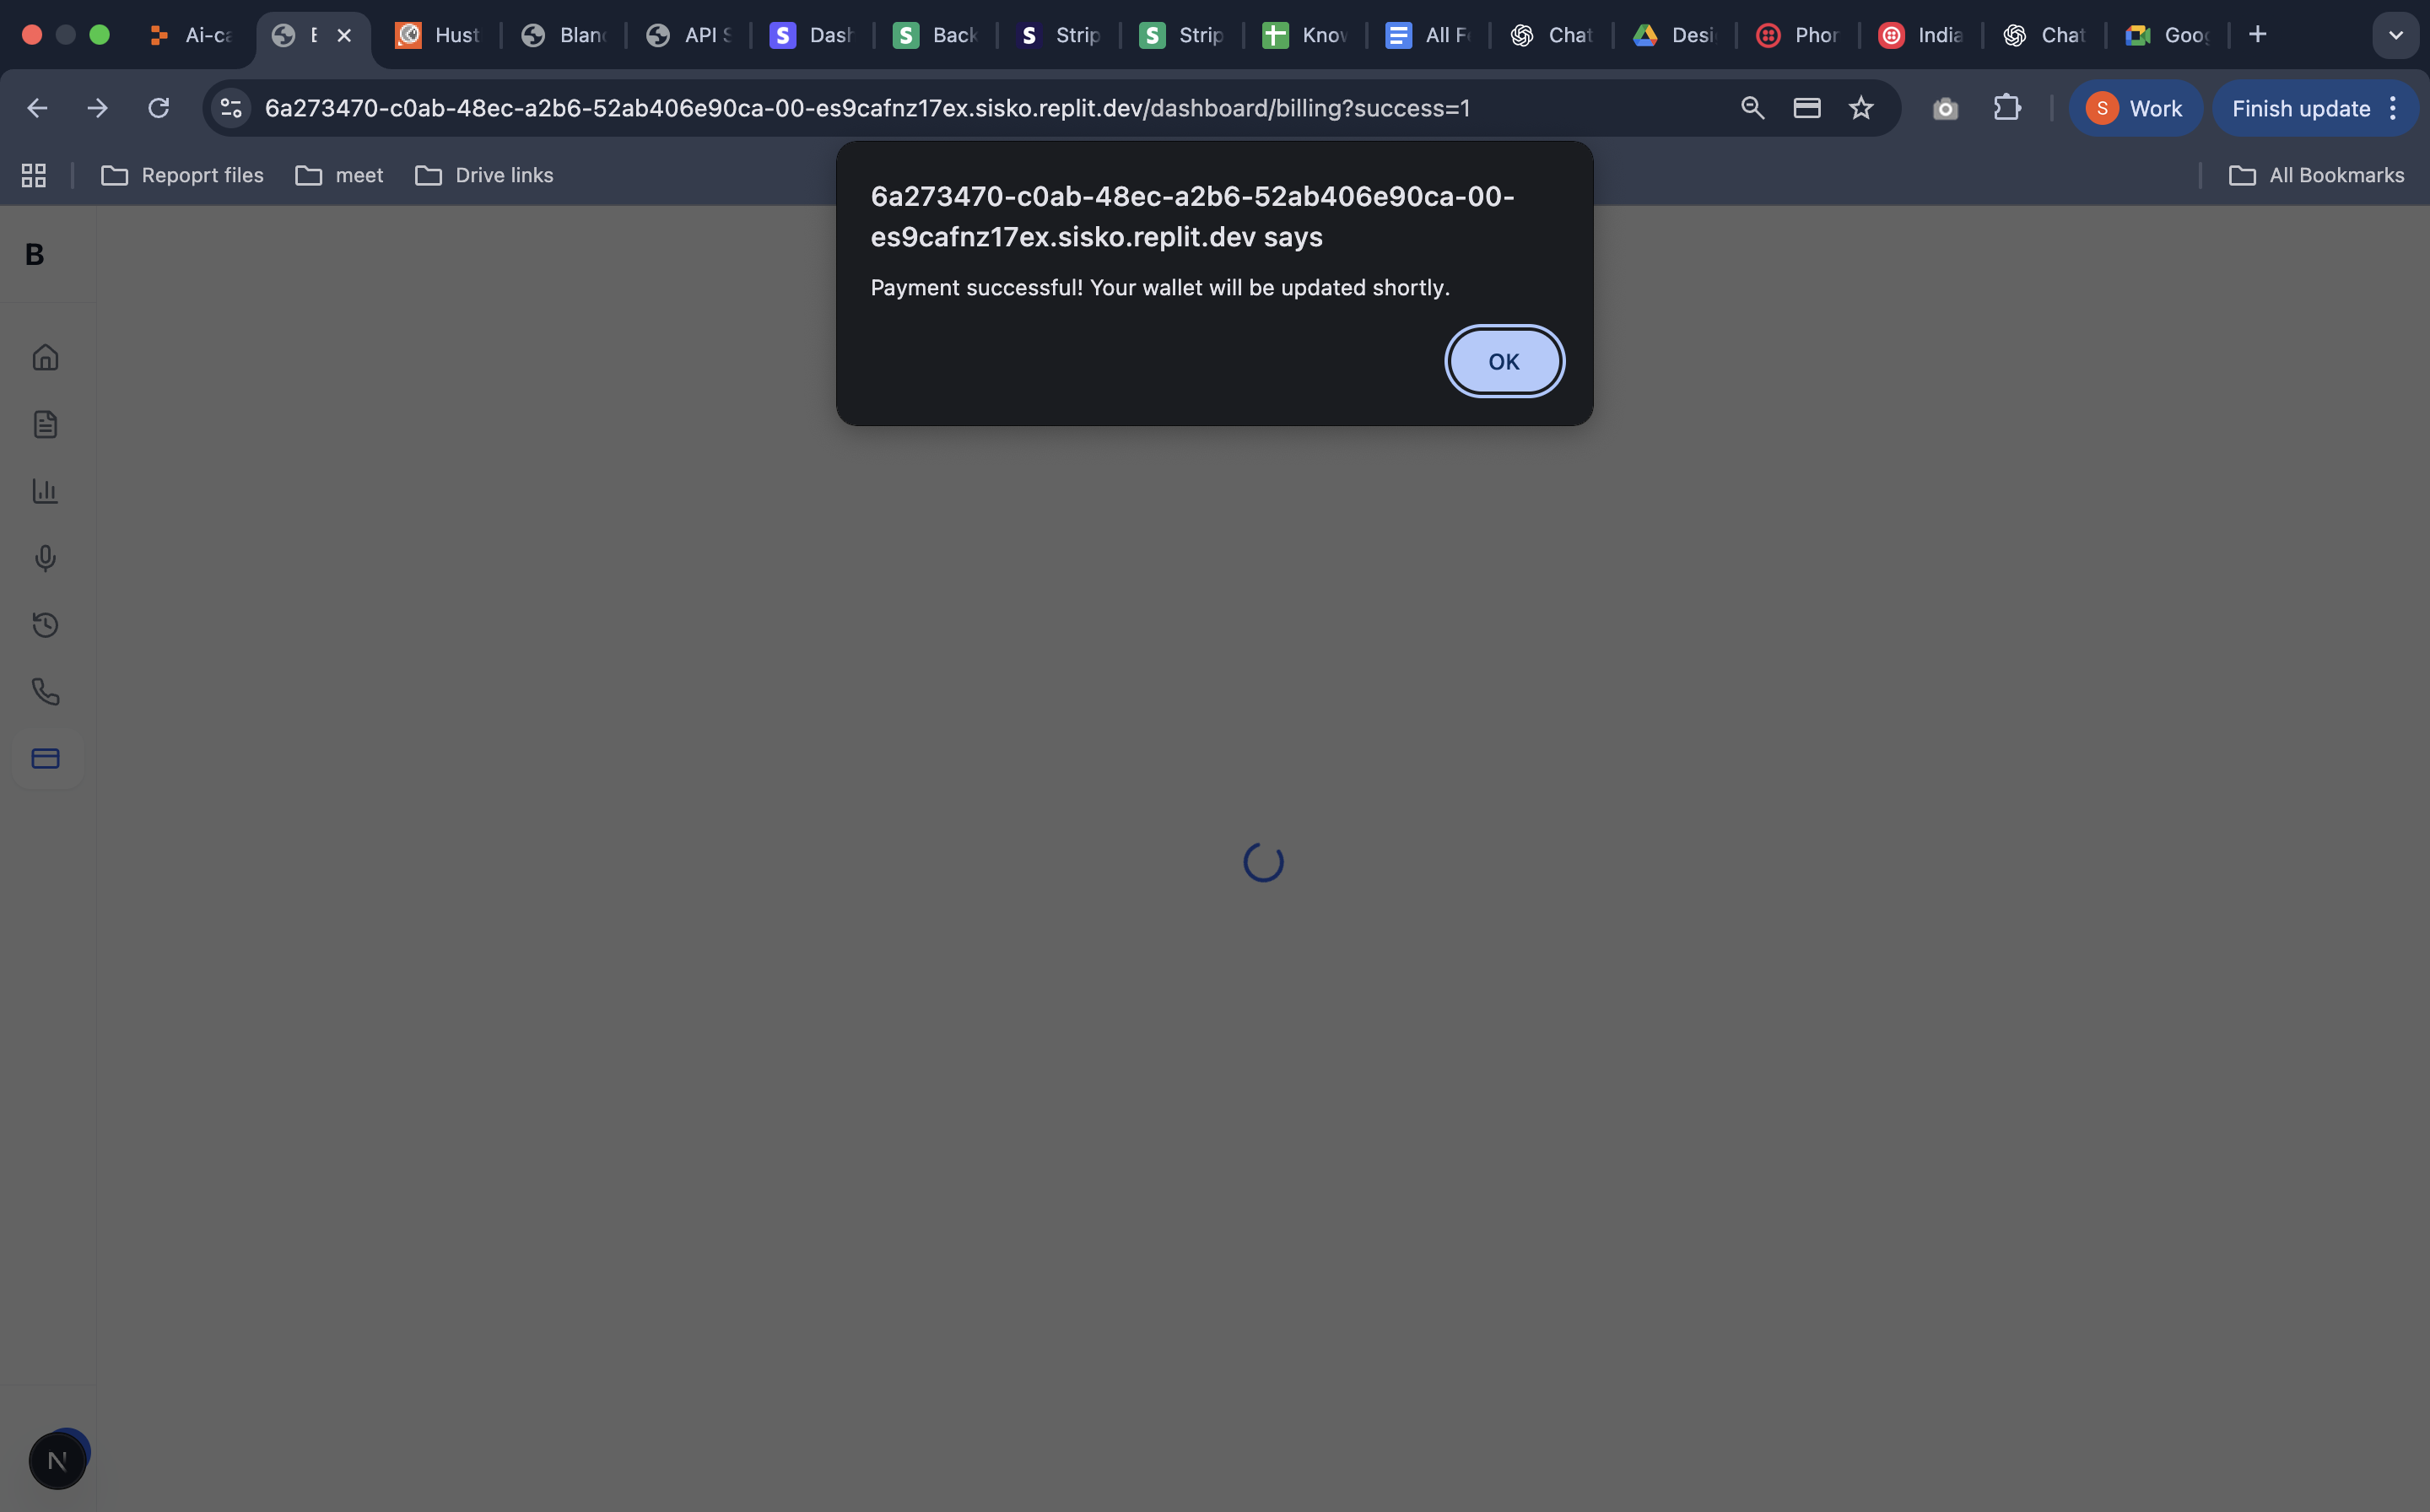 Ai-ca
E
Hust
Blan
API S
Dash
Back
Strip
Strip
Know
All Fe
Chat
Desi
Phor
India
Chat
Goog
6a273470-c0ab-48ec-a2b6-52ab406e90ca-00-es9cafnz17ex.sisko.replit.dev/dashboard/billing?success=1
S Work
Finish update
Repoprt files
meet
Drive links
All Bookmarks
6a273470-c0ab-48ec-a2b6-52ab406e90ca-00-
es9cafnz17ex.sisko.replit.dev says
Payment successful! Your wallet will be updated shortly.
OK
B
N